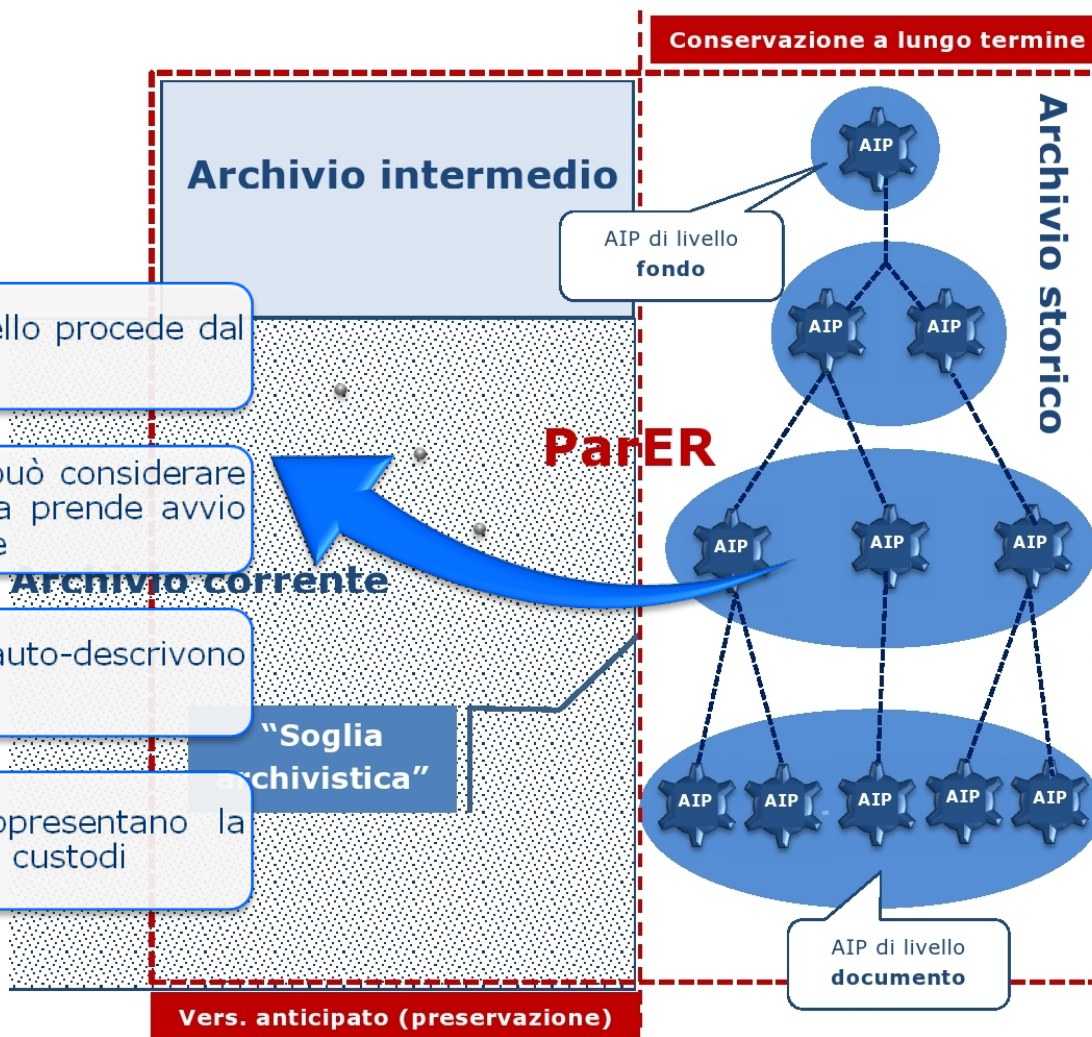 Conservazione a lungo termine
Archivio storico
Archivio intermedio
AIP
AIP di livello
fondo
AIP
AIP
procede dal
ParER
può considerare
prende avvio
AIP
AIP
AIP
Archivio corrente
auto-descrivono
“Soglia
archivistica”
la
custodi
AIP
AIP
AIP
AIP
AIP
AIP di livello
documento
Vers. anticipato (preservazione)